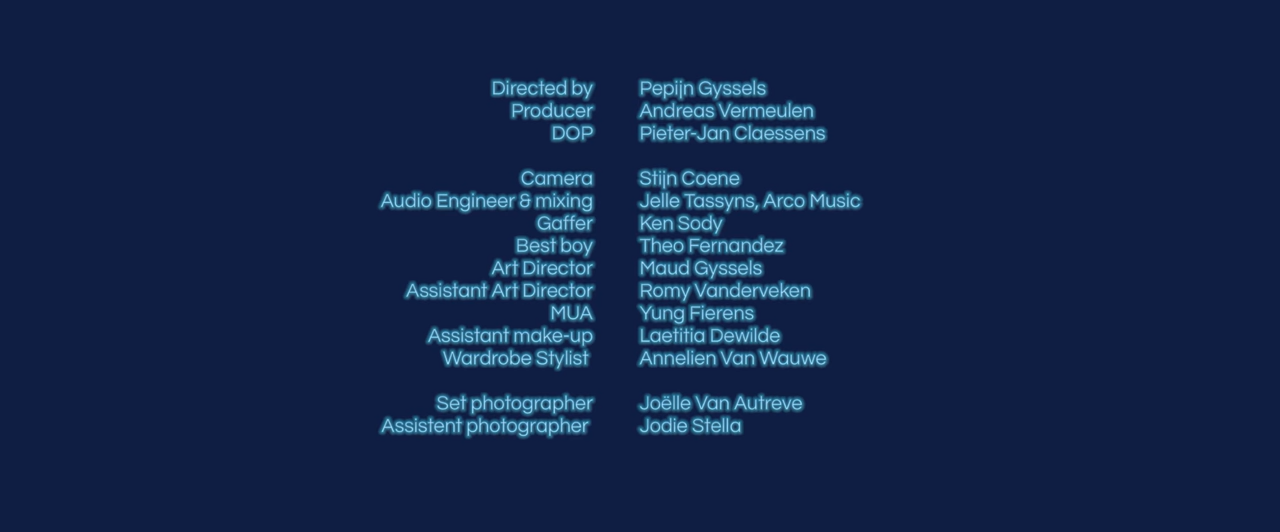 Directed by Pepijn Gyssels
Producer Andreas Vermeulen
DOP Pieter-Jan Claessens
Camera Stijn Coene
Audio Engineer & mixing Jelle Tassyns, Arco Music
Gaffer Ken Sody
Best boy Theo Fernandez
Art Director Maud Gyssels
Assistant Art Director Romy Vanderveken
MUA Yung Fierens
Assistant make-up Laetitia Dewilde
Wardrobe Stylist Annelien Van Wauwe
Set photographer Joëlle Van Autreve
Assistent photographer Jodie Stella